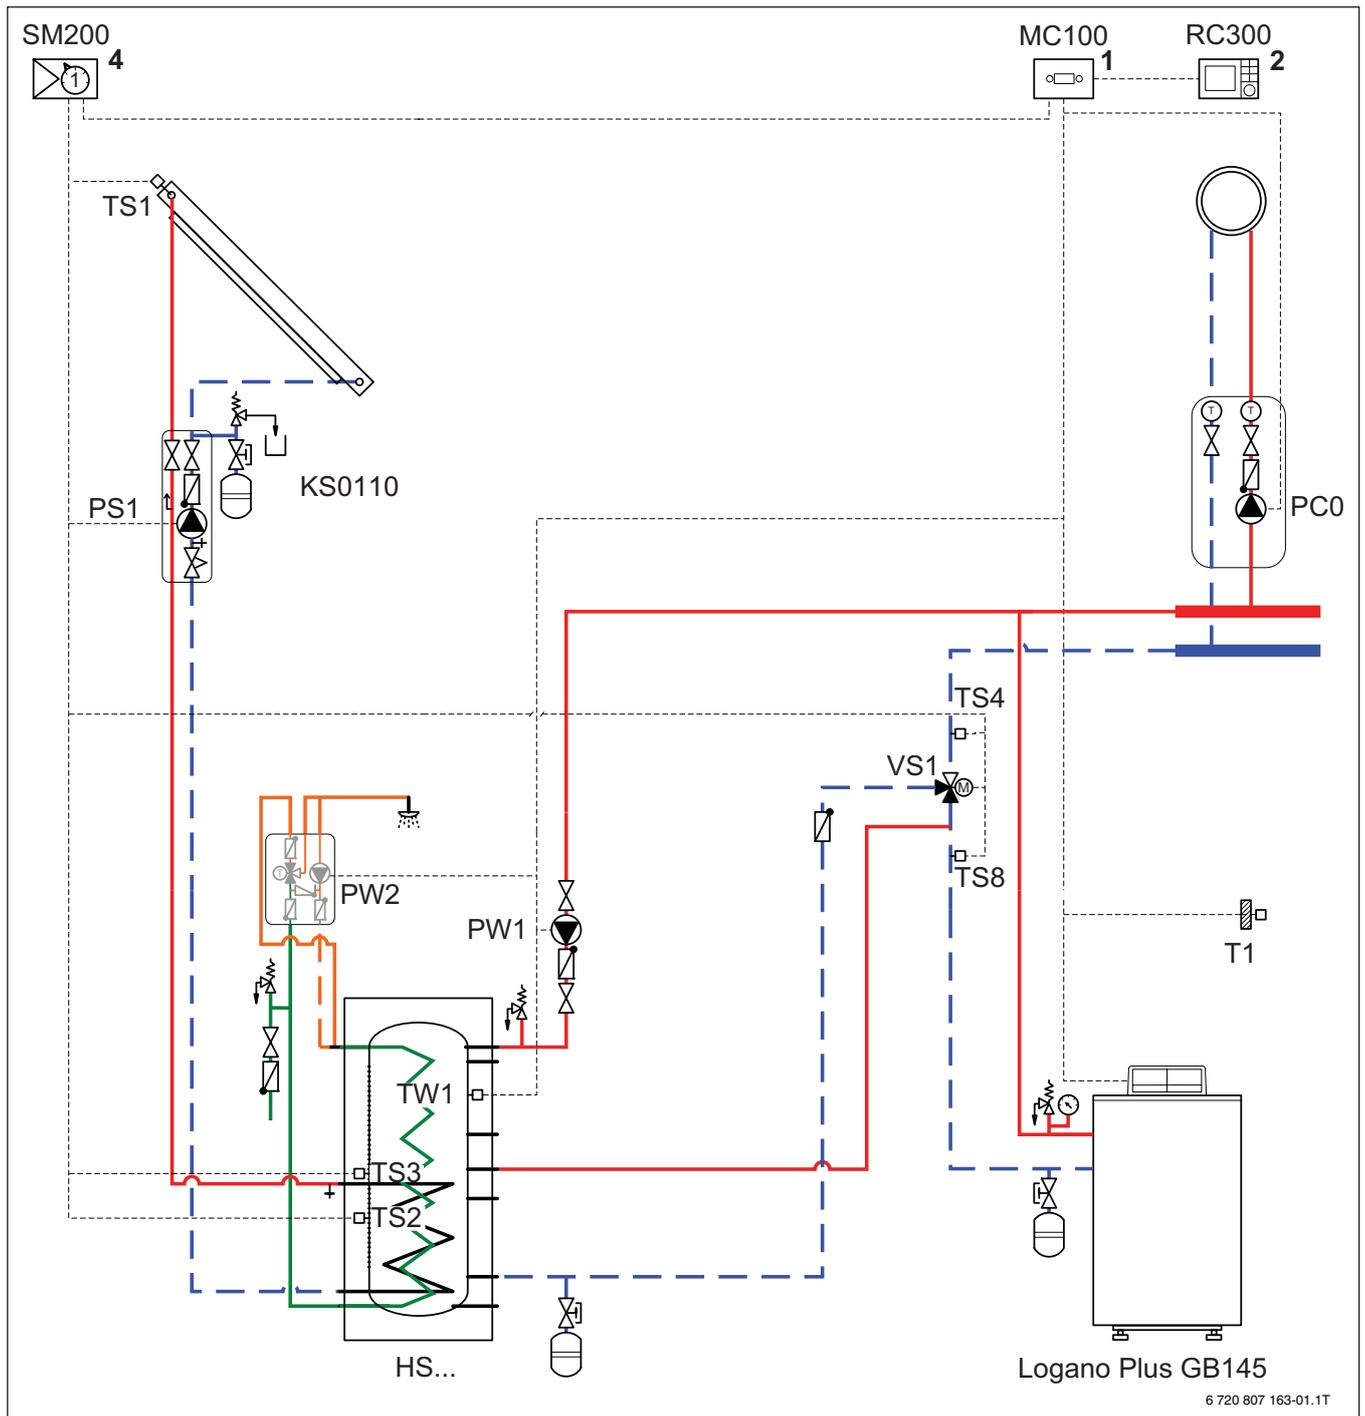 SM200
4
MC100
1
RC300
2
1
TS1
T
T
KS0110
PS1
PC0
TS4
VS1
M
TS8
T
PW2
PW1
T1
TW1
TS3
TS2
HS...
Logano Plus GB145
6 720 807 163-01.1T